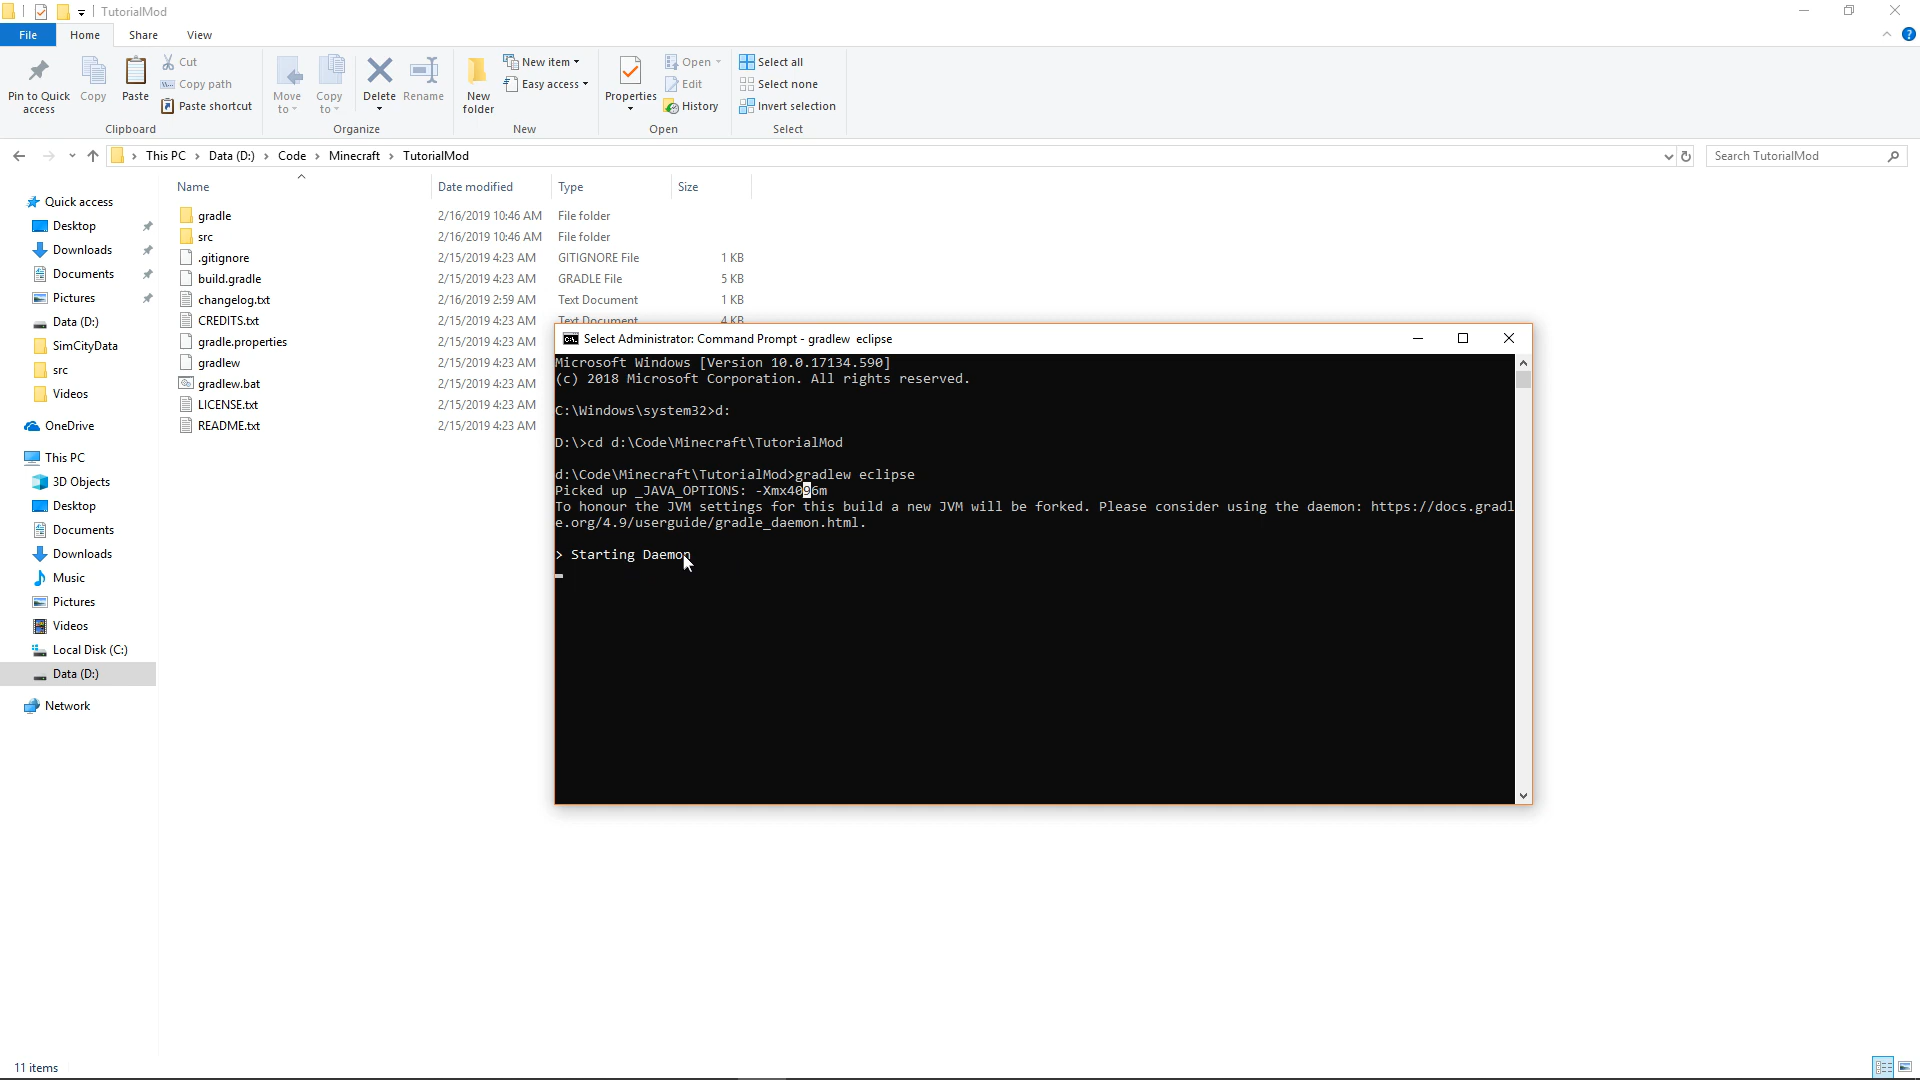 TutorialMod
File Home Share View
Pin to Quick access
Copy
Paste
Cut
Copy path
Paste shortcut
Clipboard
Move to
Copy to
Delete
Rename
Organize
New folder
New item
Easy access
New
Properties
Open
Edit
History
Open
Select all
Select none
Invert selection
Select
This PC > Data (D:) > Code > Minecraft > TutorialMod
Search TutorialMod
Name Date modified Type Size
Quick access
Desktop
Downloads
Documents
Pictures
Data (D:)
SimCityData
src
Videos
OneDrive
This PC
3D Objects
Desktop
Documents
Downloads
Music
Pictures
Videos
Local Disk (C:)
Data (D:)
Network
gradle 2/16/2019 10:46 AM File folder
src 2/16/2019 10:46 AM File folder
.gitignore 2/15/2019 4:23 AM GITIGNORE File 1 KB
build.gradle 2/15/2019 4:23 AM GRADLE File 5 KB
changelog.txt 2/16/2019 2:59 AM Text Document 1 KB
CREDITS.txt 2/15/2019 4:23 AM Text Document 4 KB
gradle.properties 2/15/2019 4:23 AM
gradlew 2/15/2019 4:23 AM
gradlew.bat 2/15/2019 4:23 AM
LICENSE.txt 2/15/2019 4:23 AM
README.txt 2/15/2019 4:23 AM
Select Administrator: Command Prompt - gradlew eclipse
Microsoft Windows [Version 10.0.17134.590]
(c) 2018 Microsoft Corporation. All rights reserved.
C:\Windows\system32>d:
D:\>cd d:\Code\Minecraft\TutorialMod
d:\Code\Minecraft\TutorialMod>gradlew eclipse
Picked up _JAVA_OPTIONS: -Xmx4096m
To honour the JVM settings for this build a new JVM will be forked. Please consider using the daemon: https://docs.gradl
e.org/4.9/userguide/gradle_daemon.html.
> Starting Daemon
11 items